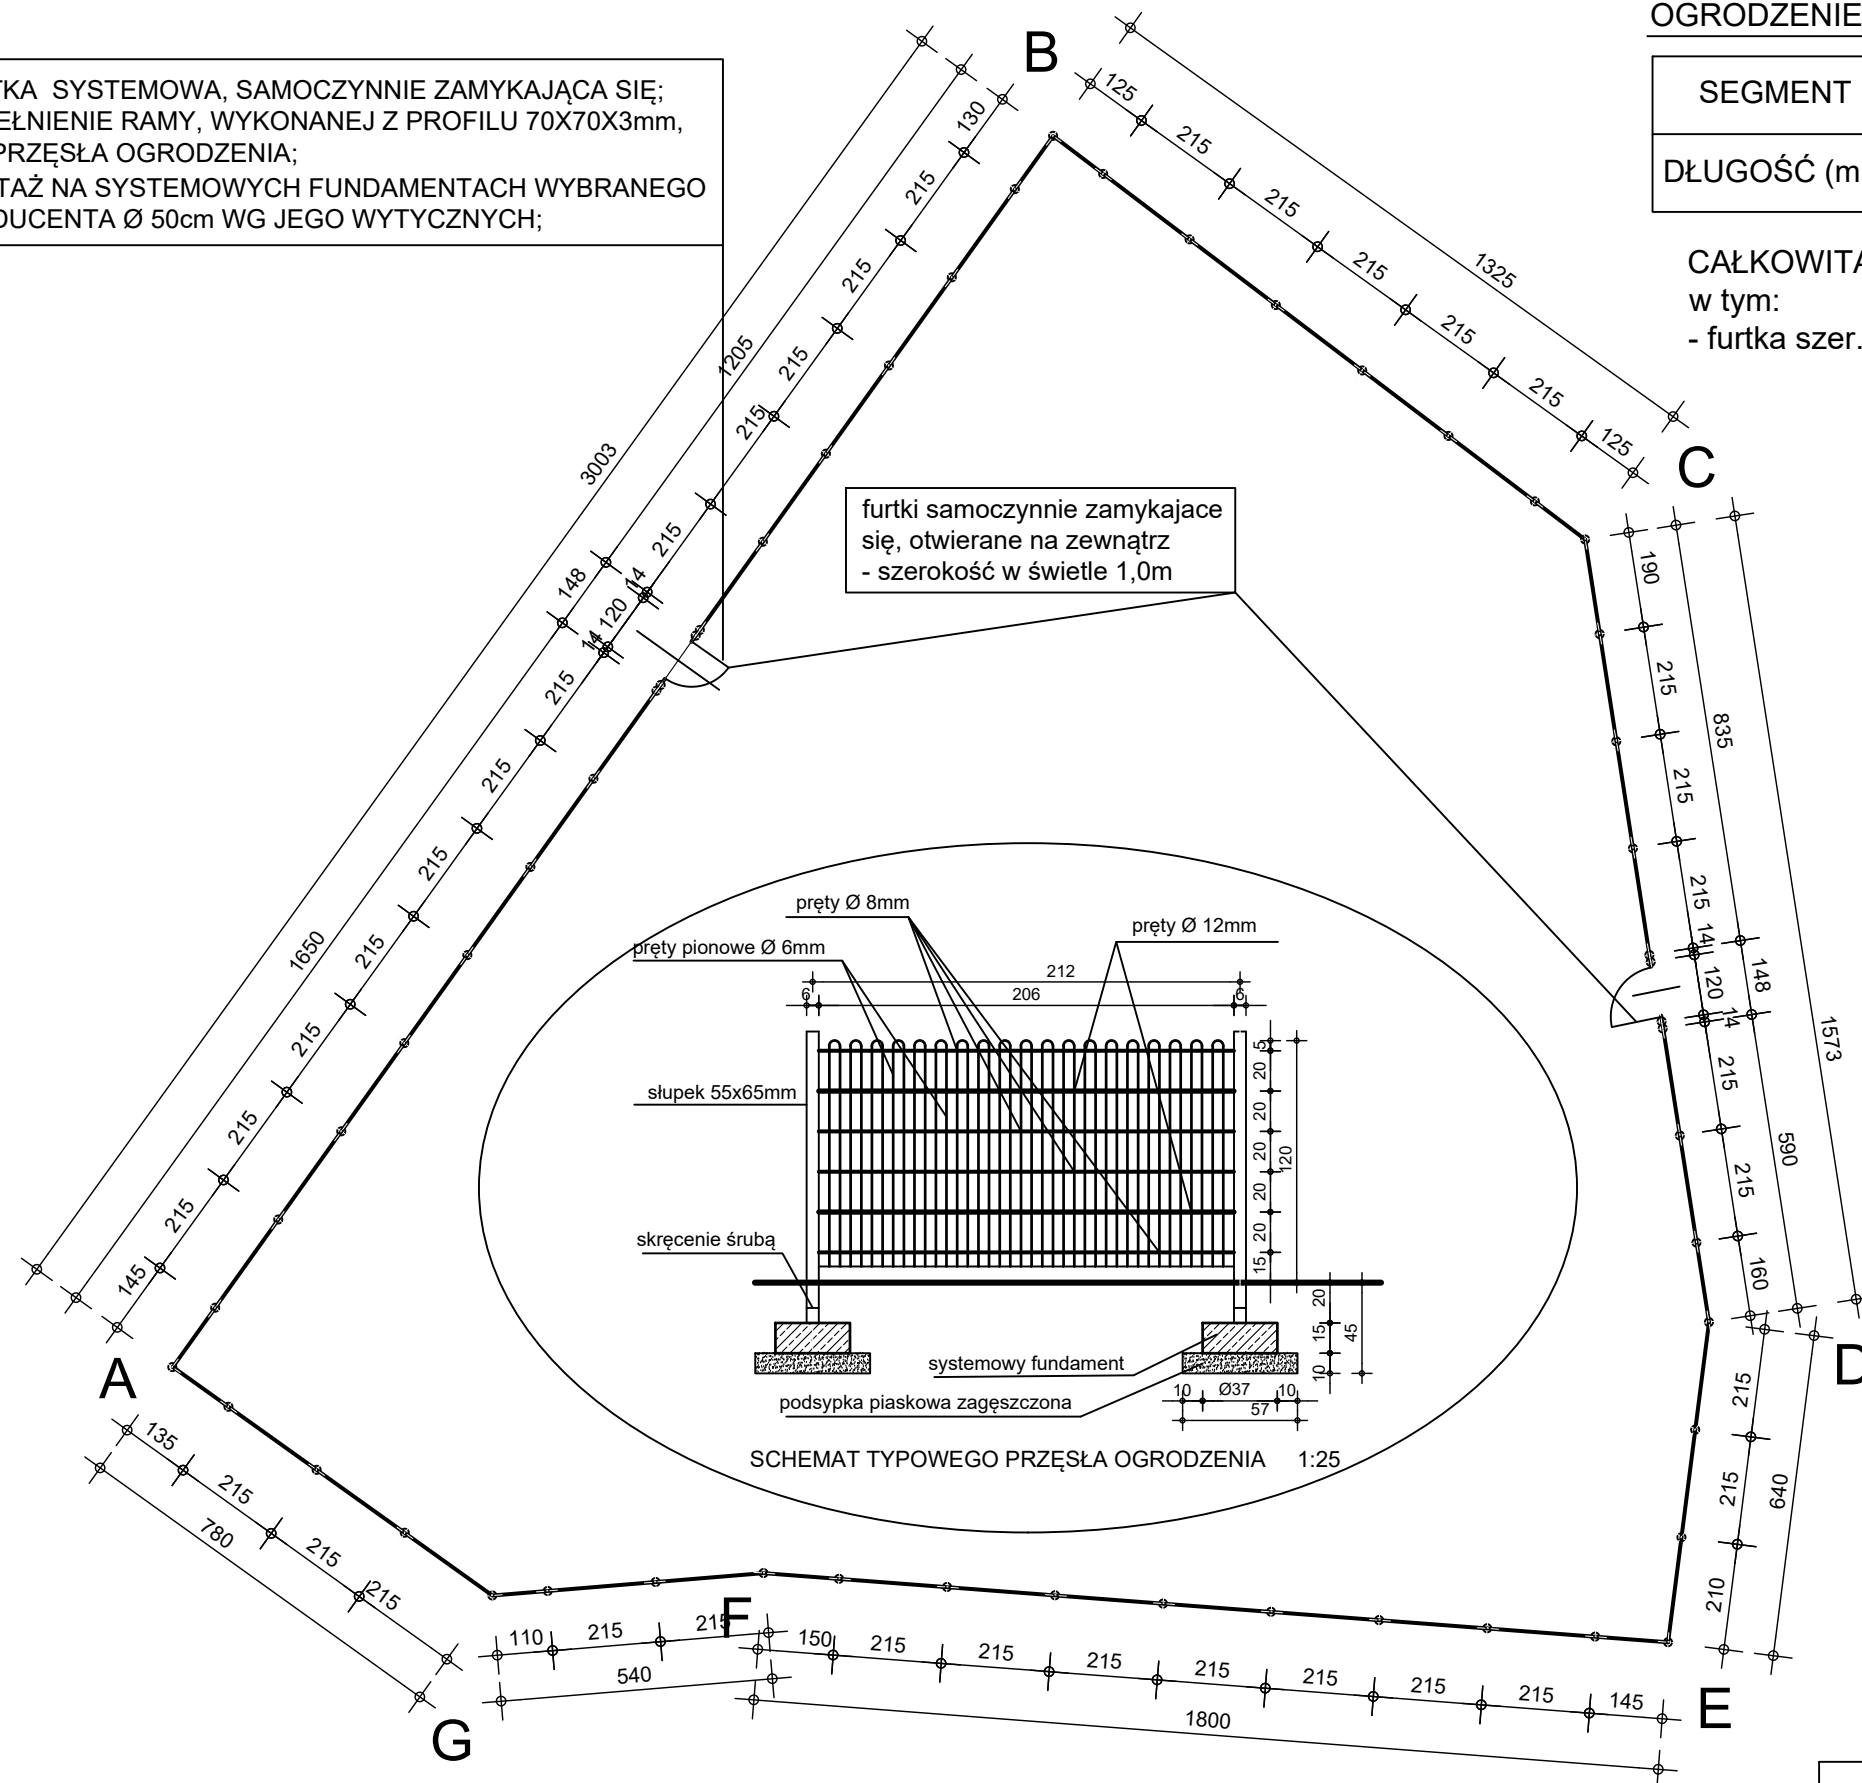 TKA SYSTEMOWA, SAMOCZYNNIE ZAMYKAJĄCA SIĘ;
EŁNIENIE RAMY, WYKONANEJ Z PROFILU 70X70X3mm,
PRZĘSŁA OGRODZENIA;
TAŻ NA SYSTEMOWYCH FUNDAMENTACH WYBRANEGO
DUCENTA Ø 50cm WG JEGO WYTYCZNYCH;
OGRODZENIE
SEGMENT
DŁUGOŚĆ (m
CAŁKOWITA
w tym:
- furtka szer.
B
130
215
215
215
215
215
14
120
14
215
215
215
215
215
215
215
145
1205
148
1650
3003
125
215
215
215
215
215
125
1325
C
furtki samoczynnie zamykajace
się, otwierane na zewnątrz
- szerokość w świetle 1,0m
190
215
215
215
14
120
14
215
215
160
835
148
590
1573
D
215
215
210
640
E
pręty Ø 8mm
pręty Ø 12mm
pręty pionowe Ø 6mm
212
6
206
6
słupek 55x65mm
5
20
20
20
20
20
15
120
skręcenie śrubą
20
15
10
45
systemowy fundament
podsypka piaskowa zagęszczona
10
Ø37
10
57
SCHEMAT TYPOWEGO PRZĘSŁA OGRODZENIA 1:25
A
135
215
215
215
780
G
110
215
215
540
F
150
215
215
215
215
215
215
215
145
1800